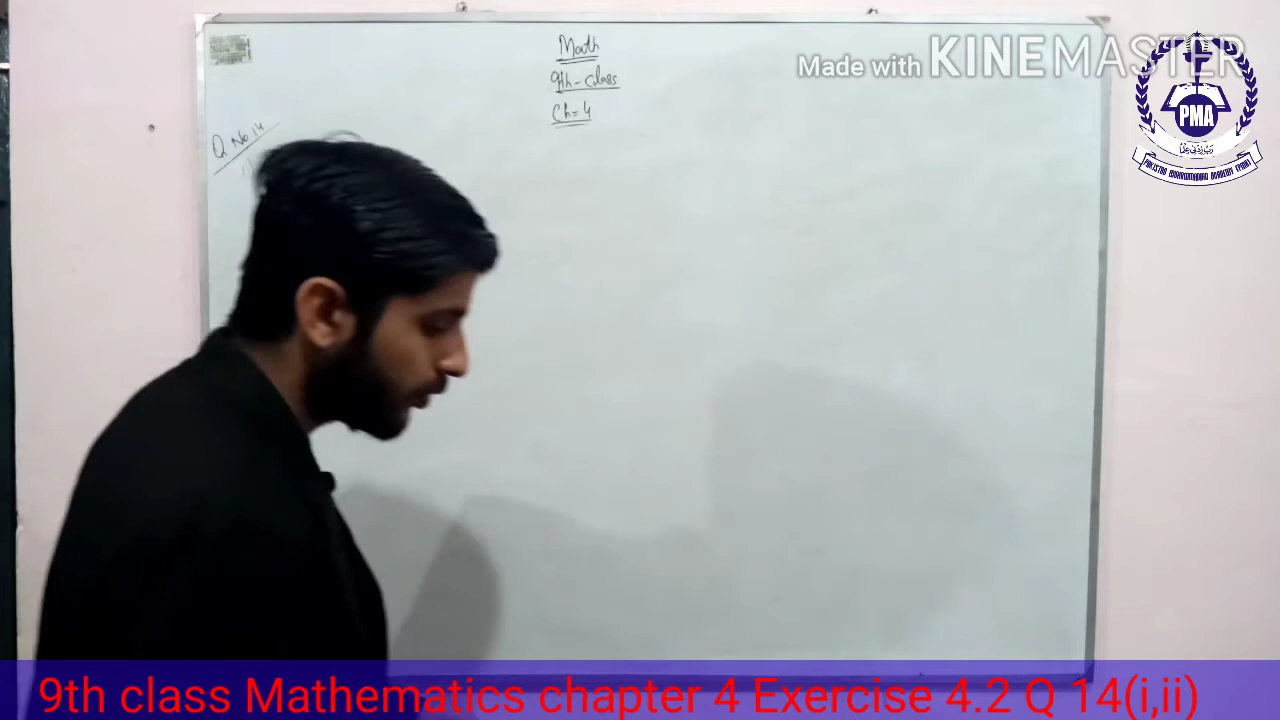 Math
9th-Class
Ch=4
Q No.14
Made with KINEMASTER
PMA
9th class Mathematics chapter 4 Exercise 4.2 Q 14(i,ii)